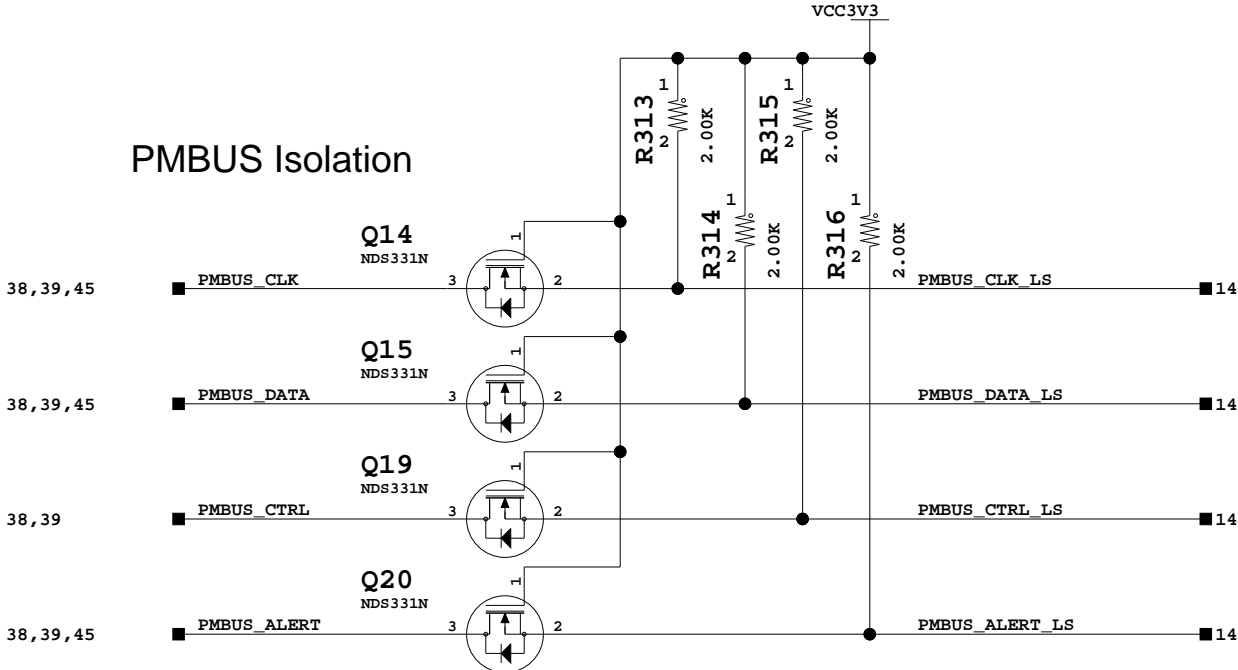 VCC3V3
R313
1
2
2.00K
R315
1
2
2.00K
PMBUS Isolation
R314
1
2
2.00K
R316
1
2
2.00K
Q14
NDS331N
1
38,39,45
PMBUS_CLK
3
2
PMBUS_CLK_LS
14
Q15
NDS331N
1
38,39,45
PMBUS_DATA
3
2
PMBUS_DATA_LS
14
Q19
NDS331N
1
38,39
PMBUS_CTRL
3
2
PMBUS_CTRL_LS
14
Q20
NDS331N
1
38,39,45
PMBUS_ALERT
3
2
PMBUS_ALERT_LS
14